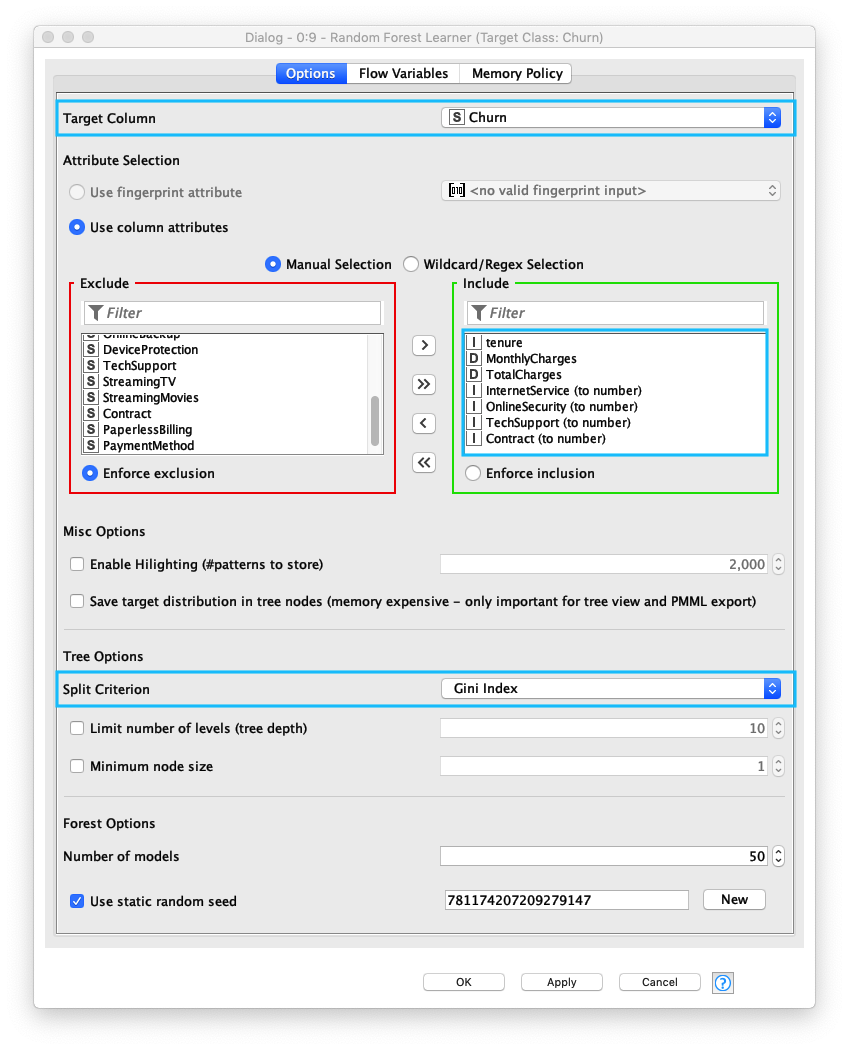 Dialog - 0:9 - Random Forest Learner (Target Class: Churn)
Options Flow Variables Memory Policy
Target Column S Churn
Attribute Selection
Use fingerprint attribute <no valid fingerprint input>
Use column attributes
Manual Selection Wildcard/Regex Selection
Exclude
Filter
S OnlineBackup
S DeviceProtection
S TechSupport
S StreamingTV
S StreamingMovies
S Contract
S PaperlessBilling
S PaymentMethod
Enforce exclusion
>
>>
<
<<
Include
Filter
I tenure
D MonthlyCharges
D TotalCharges
I InternetService (to number)
I OnlineSecurity (to number)
I TechSupport (to number)
I Contract (to number)
Enforce inclusion
Misc Options
Enable Hilighting (#patterns to store) 2,000
Save target distribution in tree nodes (memory expensive - only important for tree view and PMML export)
Tree Options
Split Criterion Gini Index
Limit number of levels (tree depth) 10
Minimum node size 1
Forest Options
Number of models 50
Use static random seed 781174207209279147 New
OK Apply Cancel ?